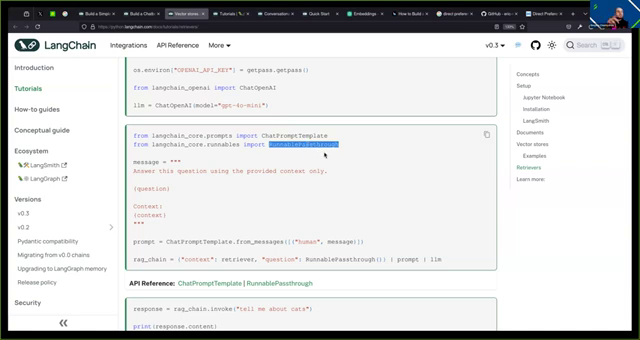 Build a Simp
Build a Chatb
Vector stores
Tutorials
Conversation
Quick Start
Embeddings
How to Build
direct prefere
GitHub - eric
Direct Prefer
https://python.langchain.com/docs/tutorials/retrievers/
LangChain
Integrations
API Reference
More
v0.3
Search
Introduction
Tutorials
How-to guides
Conceptual guide
Ecosystem
LangSmith
LangGraph
Versions
v0.3
v0.2
Pydantic compatibility
Migrating from v0.0 chains
Upgrading to LangGraph memory
Release policy
Security
os.environ["OPENAI_API_KEY"] = getpass.getpass()
from langchain_openai import ChatOpenAI
llm = ChatOpenAI(model="gpt-4o-mini")
from langchain_core.prompts import ChatPromptTemplate
from langchain_core.runnables import RunnablePassthrough
message = """
Answer this question using the provided context only.
{question}
Context:
{context}
"""
prompt = ChatPromptTemplate.from_messages([("human", message)])
rag_chain = {"context": retriever, "question": RunnablePassthrough()} | prompt | llm
API Reference: ChatPromptTemplate | RunnablePassthrough
response = rag_chain.invoke("tell me about cats")
print(response.content)
Concepts
Setup
Jupyter Notebook
Installation
LangSmith
Documents
Vector stores
Examples
Retrievers
Learn more: